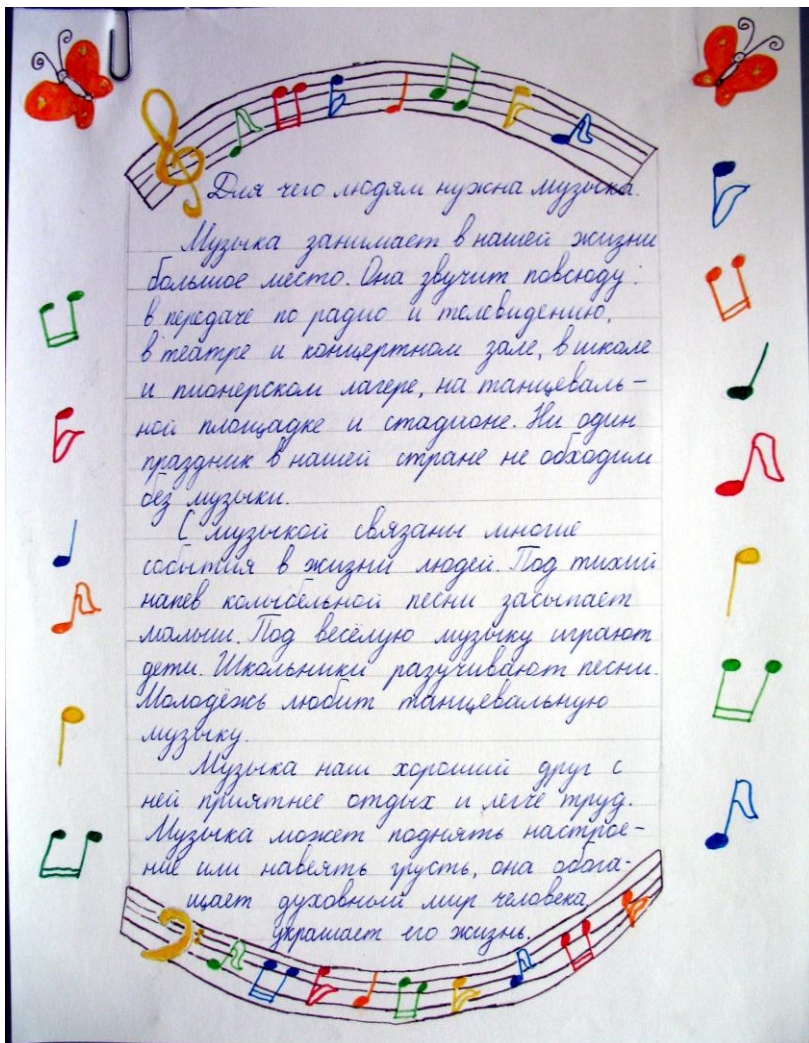 Для чего людям нужна музыка.
Музыка занимает в нашей жизни
большое место. Она звучит повсюду:
в передаче по радио и телевидению,
в театре и концертном зале, в школе
и пионерском лагере, на танцеваль-
ной площадке и стадионе. Ни один
праздник в нашей стране не обходим
без музыки.
С музыкой связаны многие
события в жизни людей. Под тихий
напев колыбельной песни засыпает
малыш. Под весёлую музыку играют
дети. Школьники разучивают песни.
Молодёжь любит танцевальную
музыку.
Музыка наш хороший друг с
ней приятнее отдых и легче труд.
Музыка может поднять настрое-
ние или навеять грусть, она обога-
щает духовный мир человека
украшает его жизнь.